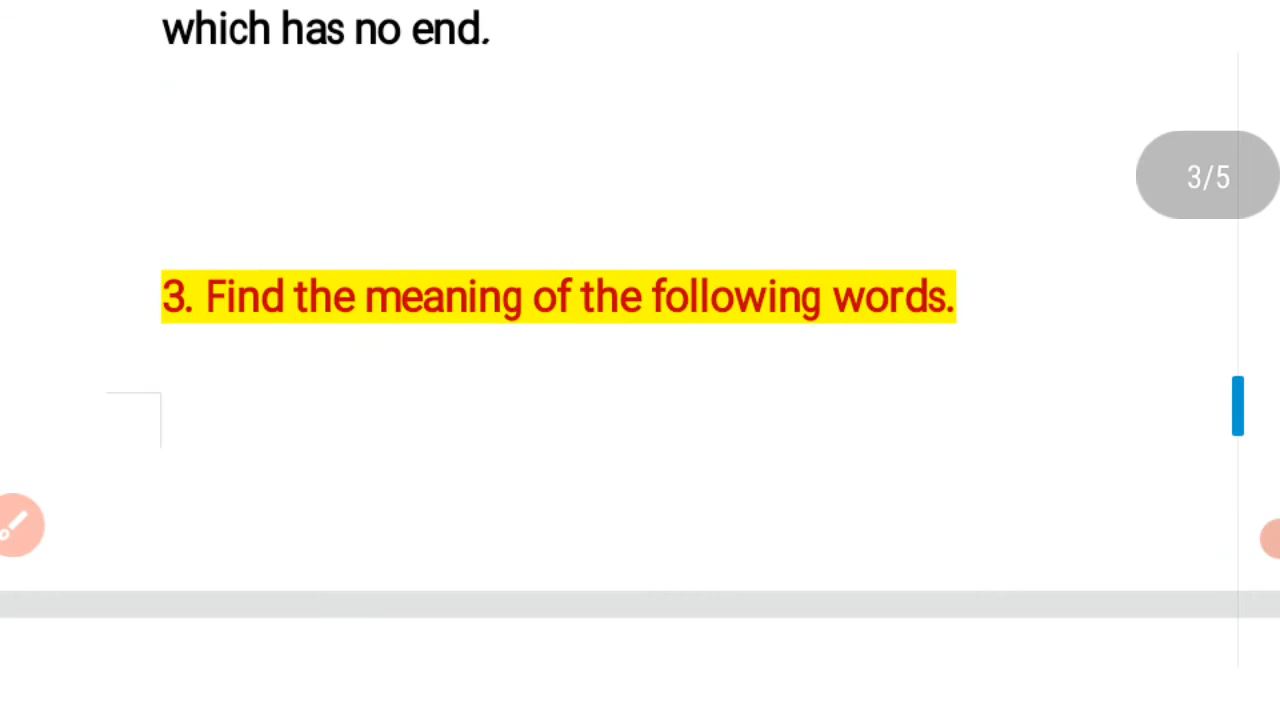 which has no end.
3/5
3. Find the meaning of the following words.